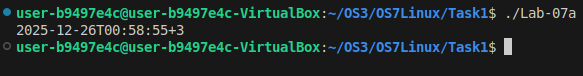 user-b9497e4c@user-b9497e4c-VirtualBox:~/OS3/OS7Linux/Task1$ ./Lab-07a
2025-12-26T00:58:55+3
user-b9497e4c@user-b9497e4c-VirtualBox:~/OS3/OS7Linux/Task1$